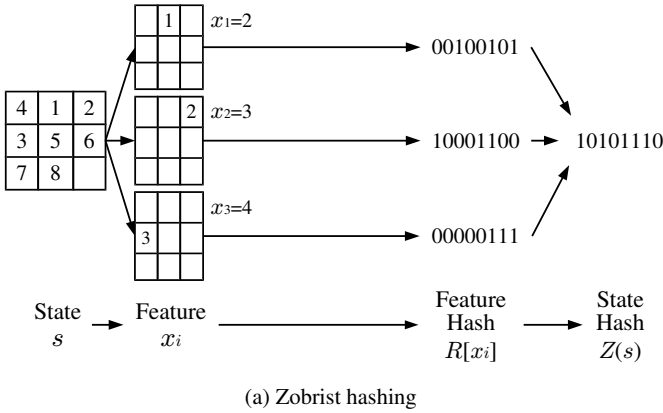 1
x1=2
00100101
4 1 2
3 5 6
7 8
2
x2=3
10001100
10101110
3
x3=4
00000111
State
s
Feature
xi
Feature
Hash
R[xi]
State
Hash
Z(s)
(a) Zobrist hashing